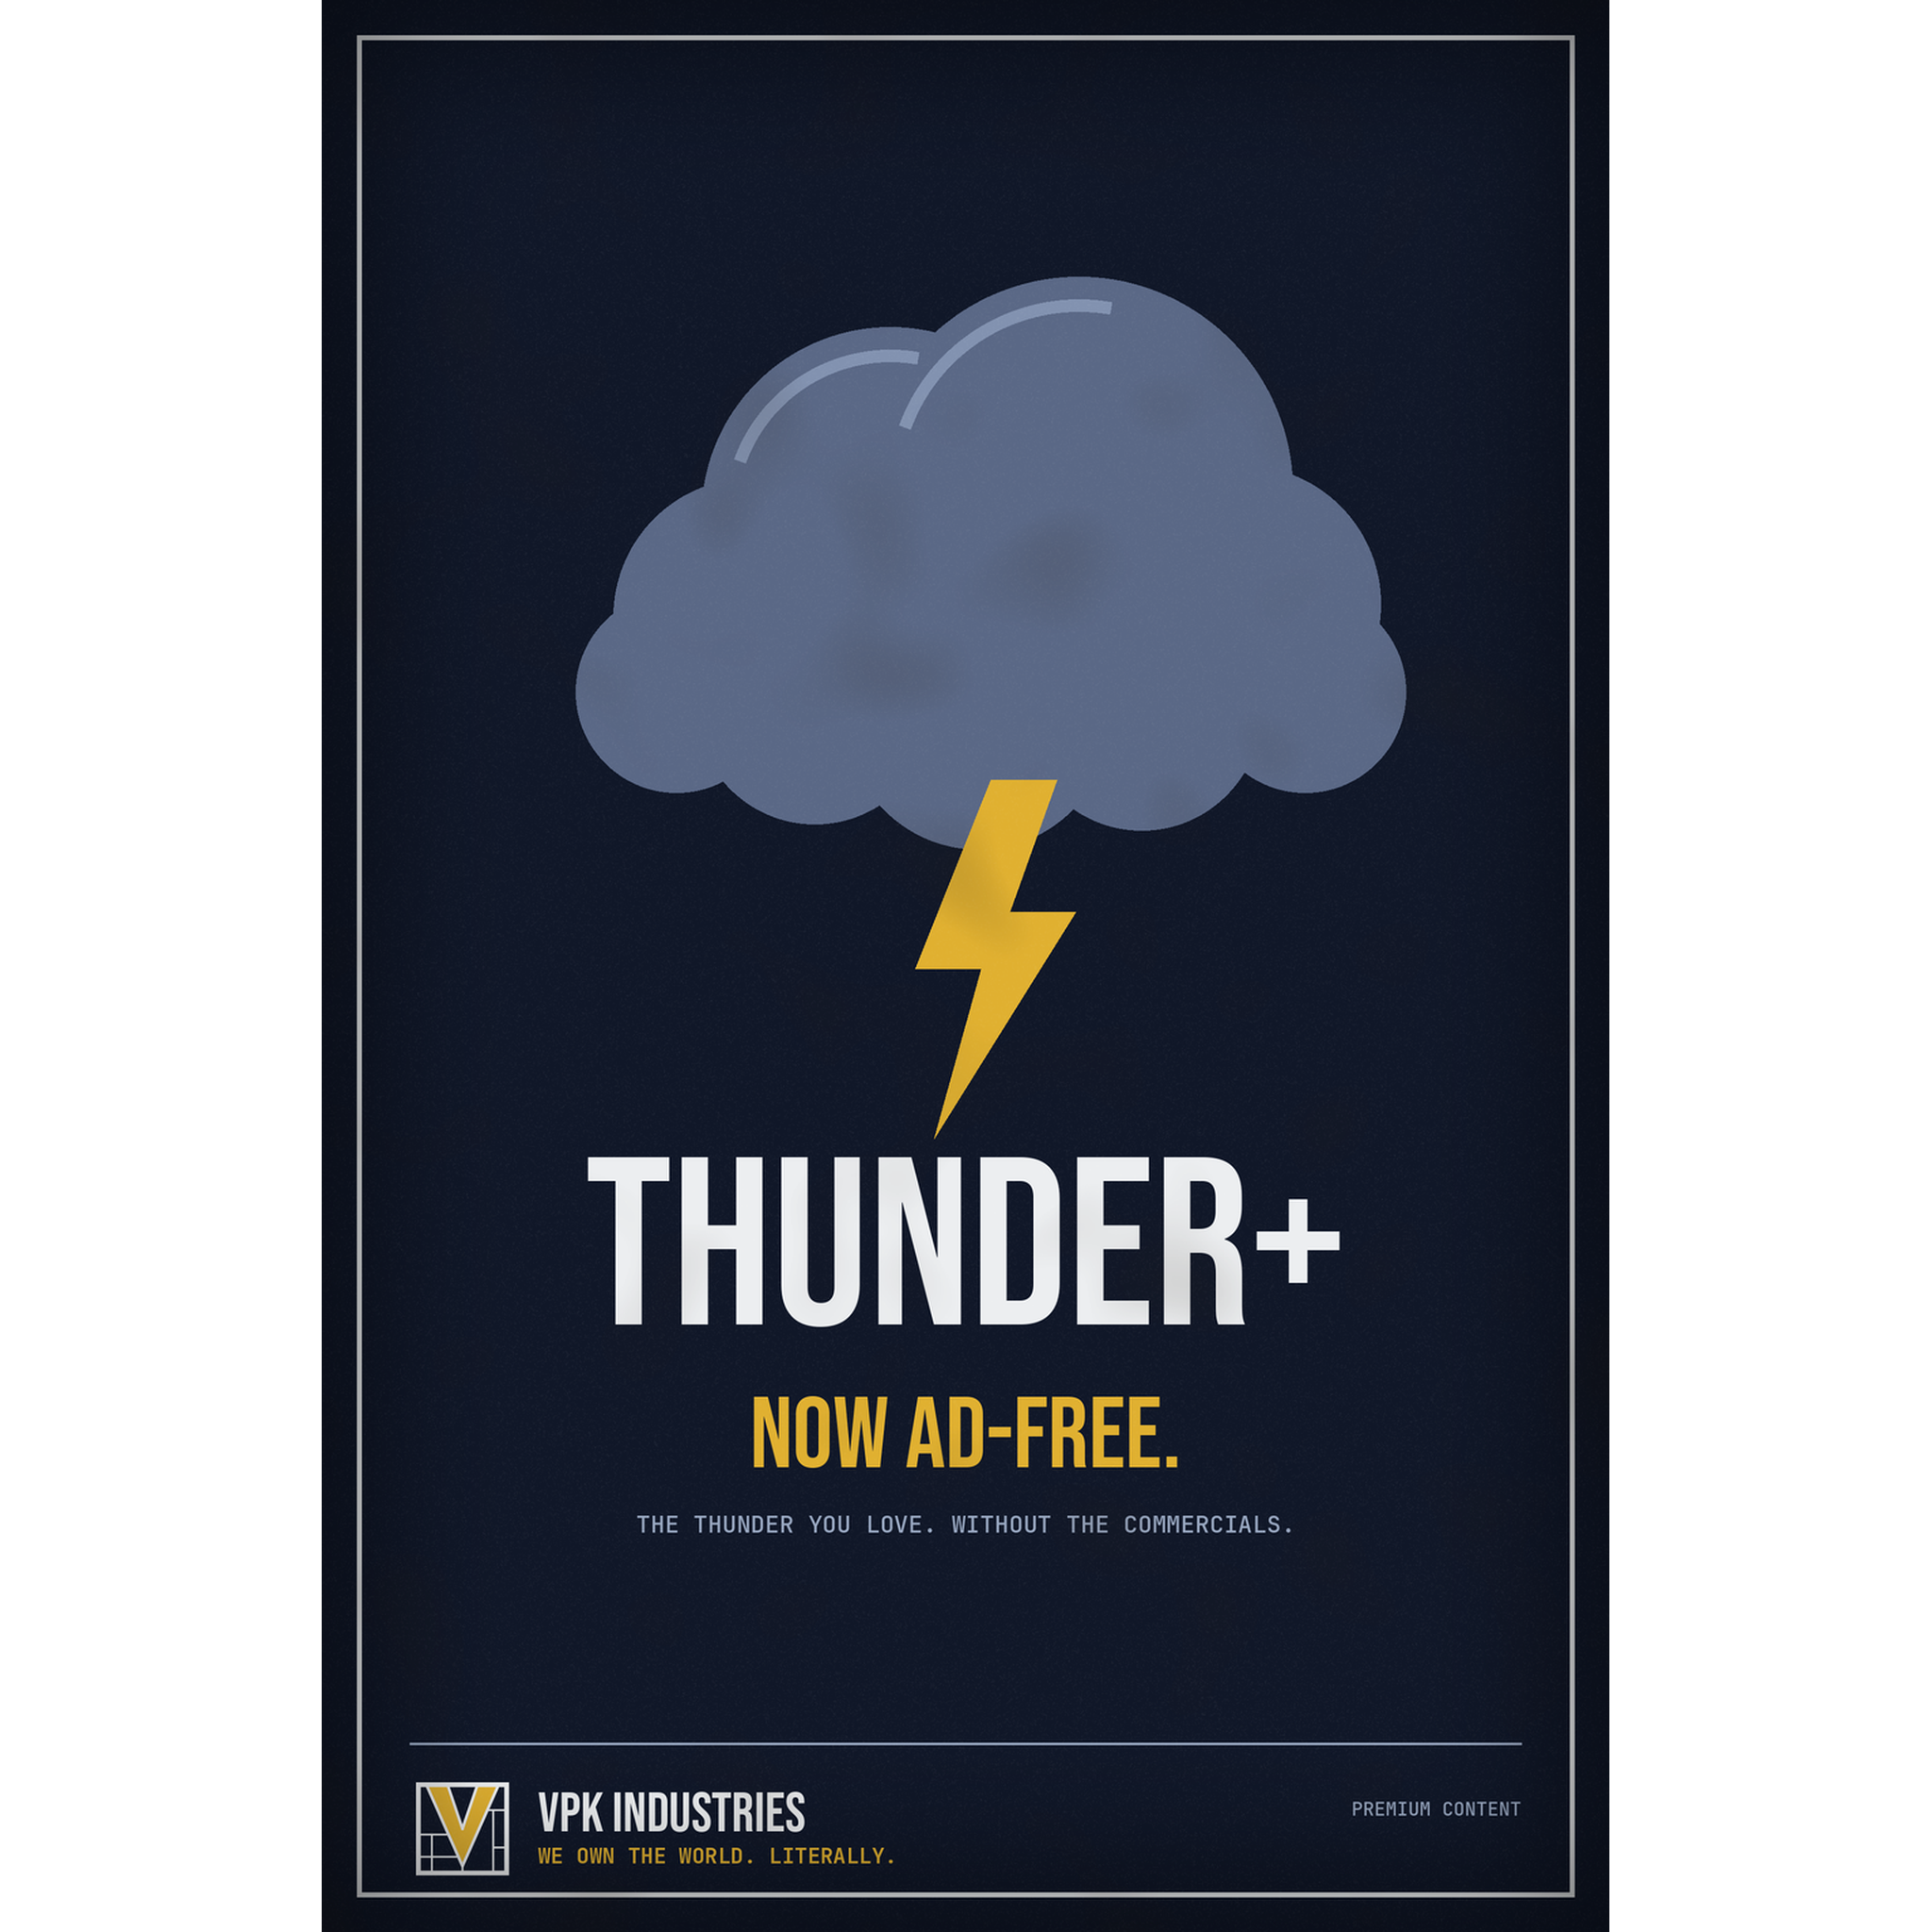 THUNDER+
NOW AD-FREE.
THE THUNDER YOU LOVE. WITHOUT THE COMMERCIALS.
V
VPK INDUSTRIES
WE OWN THE WORLD. LITERALLY.
PREMIUM CONTENT